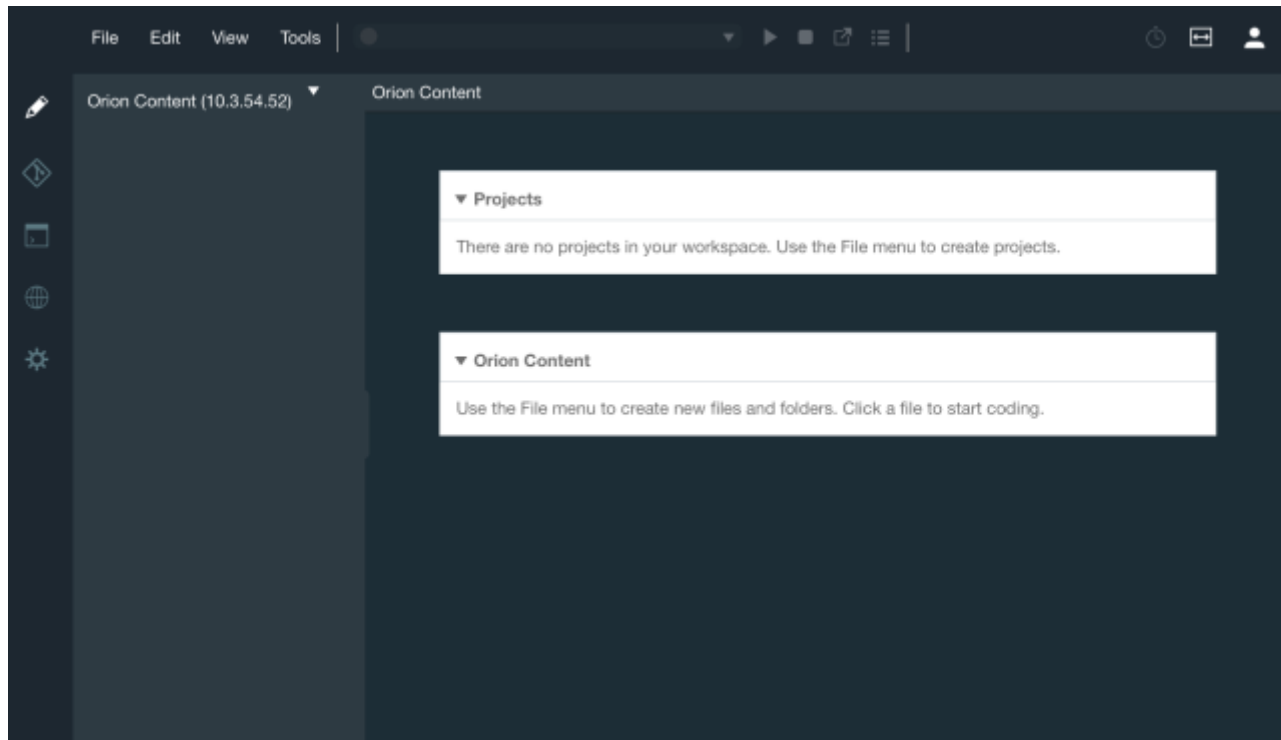 File Edit View Tools
Orion Content (10.3.54.52)
Orion Content
Projects
There are no projects in your workspace. Use the File menu to create projects.
Orion Content
Use the File menu to create new files and folders. Click a file to start coding.